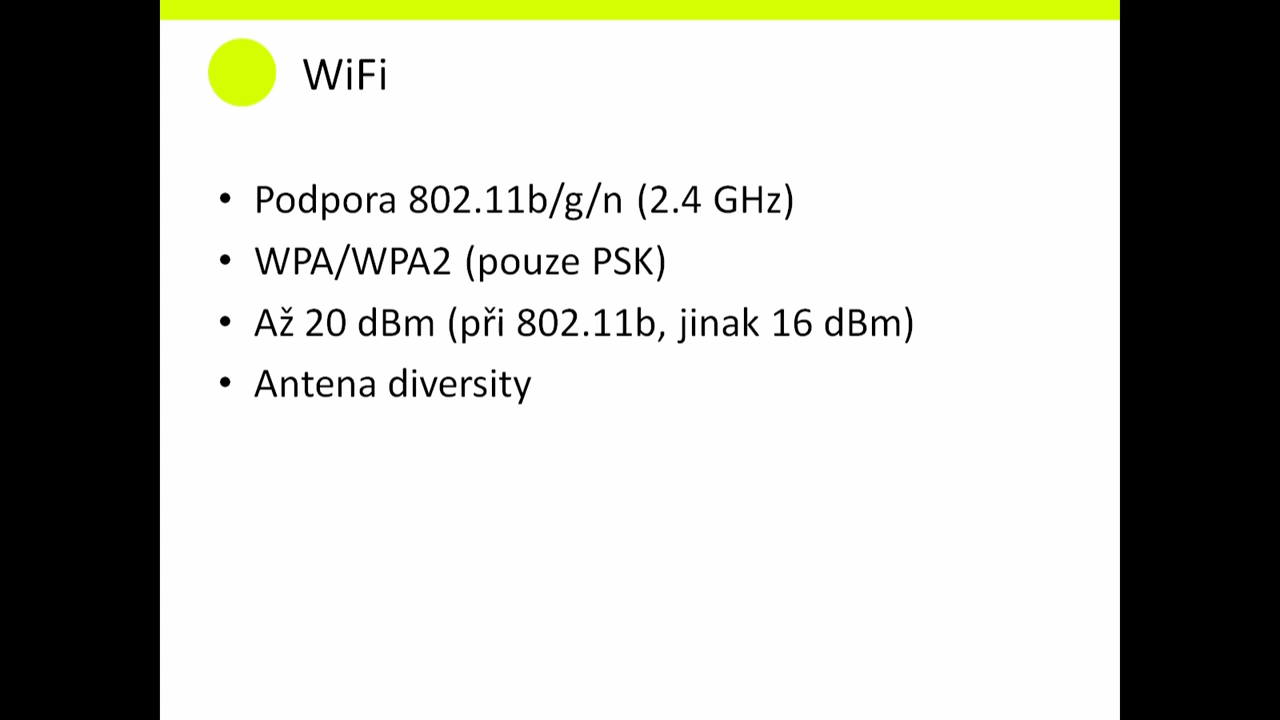 WiFi
• Podpora 802.11b/g/n (2.4 GHz)
• WPA/WPA2 (pouze PSK)
• Až 20 dBm (při 802.11b, jinak 16 dBm)
• Antena diversity